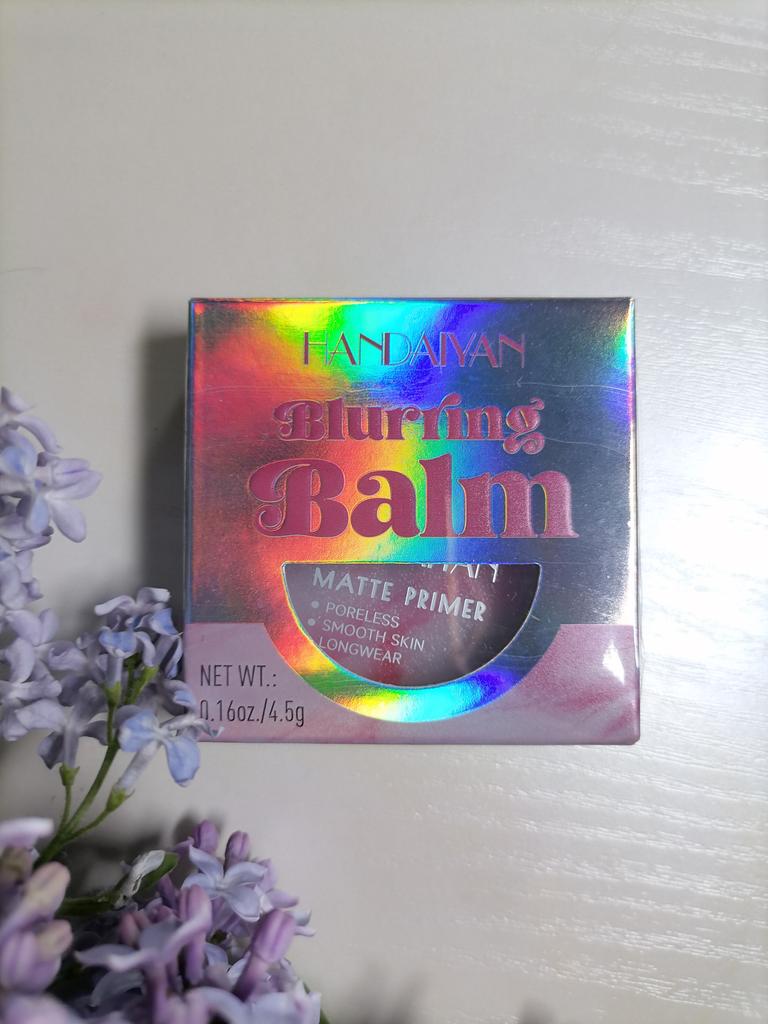 HANDAIYAN
Blurring
Balm
MATTE PRIMER
• PORELESS
• SMOOTH SKIN
LONGWEAR
NET WT.:
0.16oz./4.5g